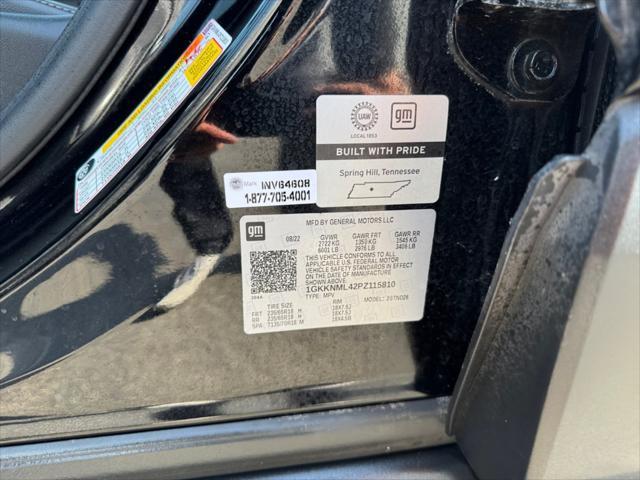 UAW
LOCAL 1853
gm
BUILT WITH PRIDE
Spring Hill, Tennessee
INV64608
1-877-705-4001
gm
MFD BY GENERAL MOTORS LLC
08/22 GVWR GAWR FRT GAWR RR
2722 KG 1350 KG 1545 KG
6001 LB 2976 LB 3406 LB
THIS VEHICLE CONFORMS TO ALL APPLICABLE
U.S. FEDERAL MOTOR VEHICLE
SAFETY STANDARDS IN EFFECT
ON THE DATE OF MANUFACTURE
SHOWN ABOVE.
1GKKNML42PZ115810
TYPE: MPV MODEL:
TIRE SIZE RIM
FRT 235/65R18 H 18X7.5J
RR 235/65R18 H 18X7.5J
SPA T135/70R18 M 18X4.5B